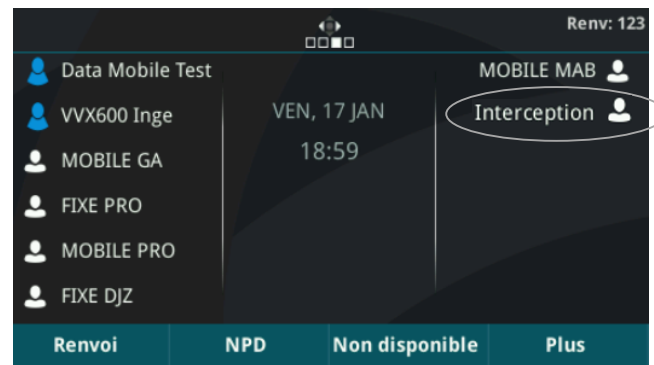 Renv: 123
Data Mobile Test
VVX600 Inge
MOBILE GA
FIXE PRO
MOBILE PRO
FIXE DJZ
VEN, 17 JAN
18:59
MOBILE MAB
Interception
Renvoi
NPD
Non disponible
Plus